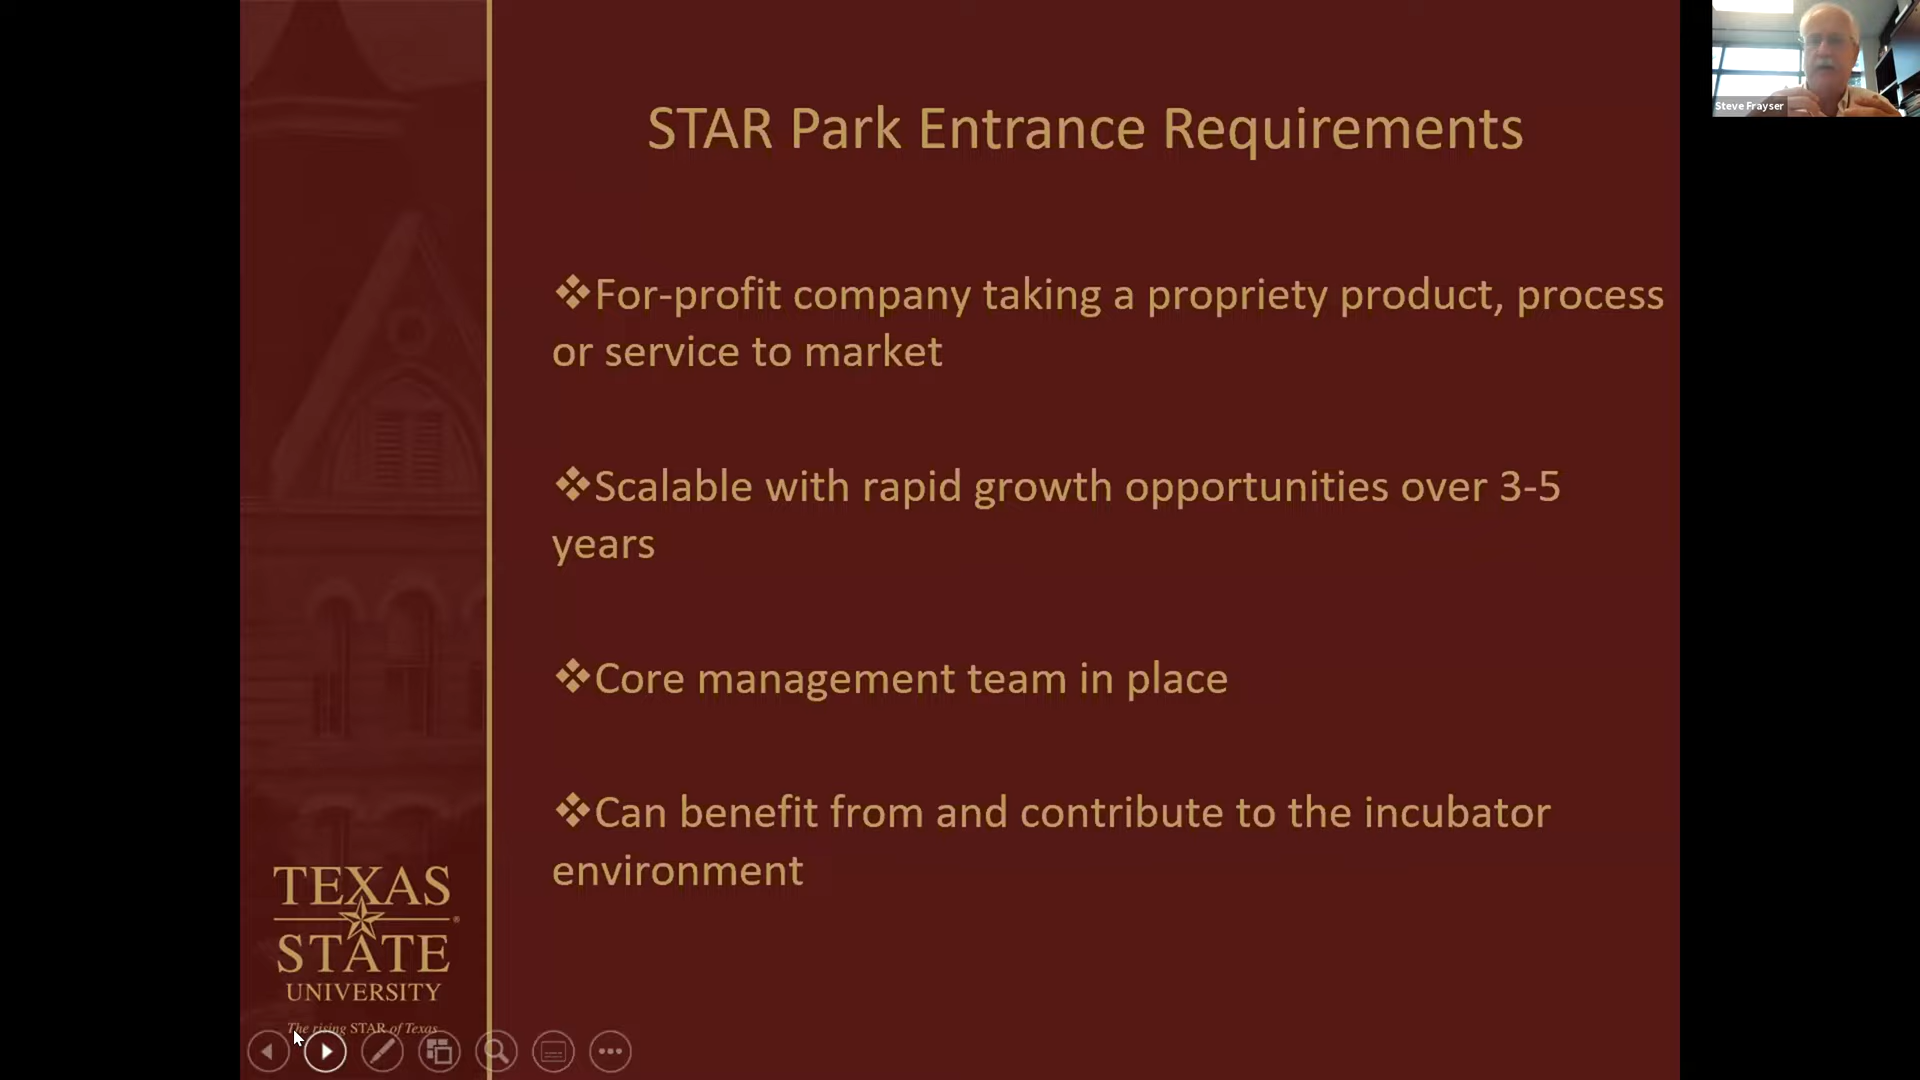 STAR Park Entrance Requirements
Steve Frayser
❖For-profit company taking a propriety product, process
or service to market
❖Scalable with rapid growth opportunities over 3-5
years
❖Core management team in place
❖Can benefit from and contribute to the incubator
environment
TEXAS
STATE®
UNIVERSITY
The rising STAR of Texas